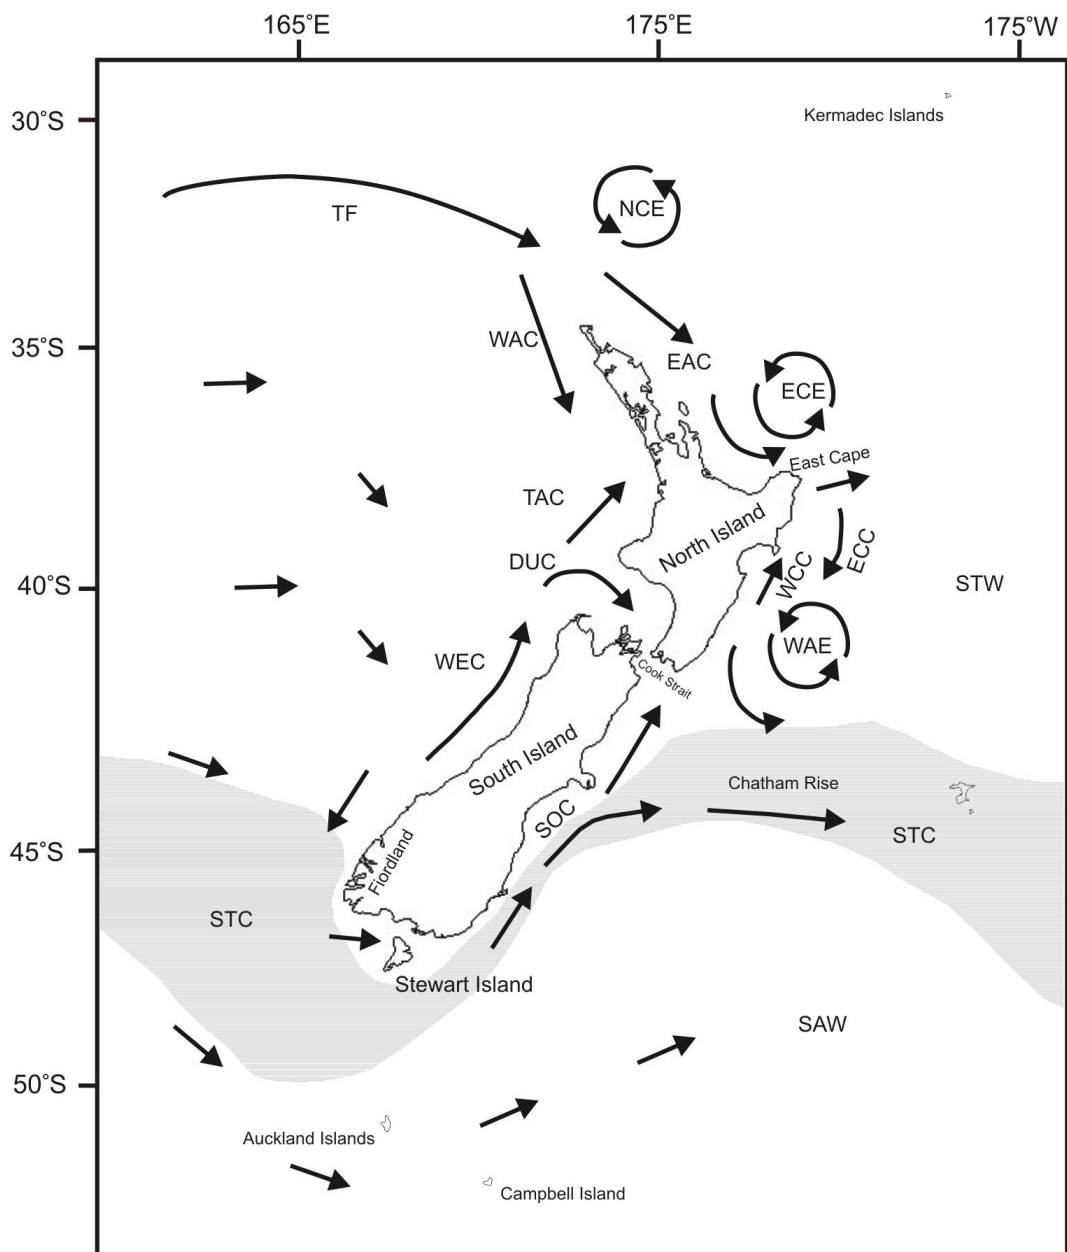 165°E 175°E 175°W
30°S
Kermadec Islands
NCE
TF
WAC
35°S
EAC
ECE
East Cape
TAC
North Island
ECC
DUC
WCC
40°S
STW
WAE
WEC
Cook Strait
South Island
Chatham Rise
SOC
STC
45°S
Fiordland
STC
Stewart Island
SAW
50°S
Auckland Islands
Campbell Island